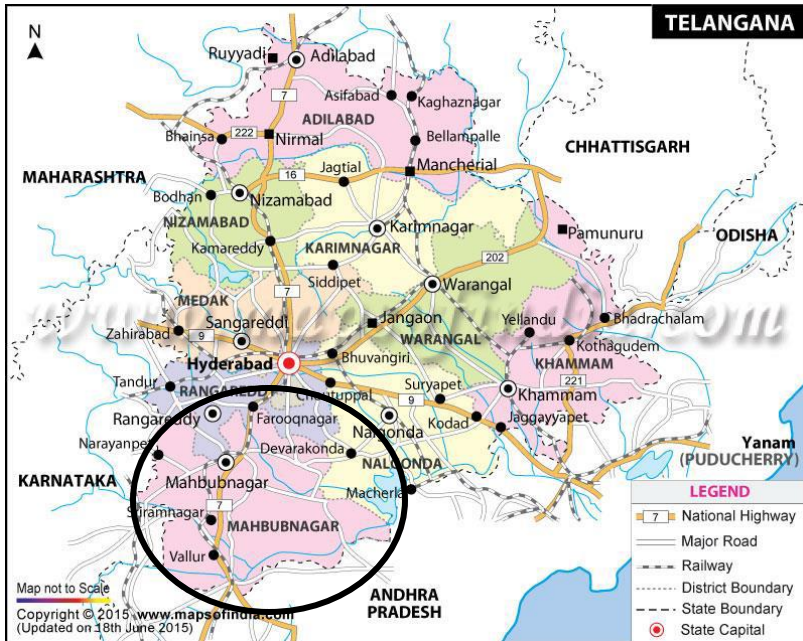 TELANGANA
N
Ruyyadi
Adilabad
7
Asifabad
Kaghaznagar
ADILABAD
Bhainsa
222
Nirmal
Bellampalle
CHHATTISGARH
MAHARASHTRA
16
Jagtial
Mancherial
Bodhan
Nizamabad
NIZAMABAD
Karimnagar
Pamunuru
ODISHA
Kamareddy
KARIMNAGAR
202
Siddipet
Warangal
MEDAK
7
Jangaon
Yellandu
Bhadrachalam
Zahirabad
9
Sangareddi
WARANGAL
Kothagudem
Hyderabad
Bhuvangiri
KHAMMAM
Tandur
221
RANGAREDD
Suryapet
Khammam
9
Rangareddy
Farooqnagar
Nalgonda
Kodad
Jaggayyapet
Narayanpet
Devarakonda
NALGONDA
Yanam
(PUDUCHERRY)
KARNATAKA
Mahbubnagar
Macherla
7
MAHBUBNAGAR
Vallur
ANDHRA
PRADESH
LEGEND
7 National Highway
Major Road
Railway
District Boundary
State Boundary
State Capital
Map not to Scale
Copyright © 2015 www.mapsofindia.com
(Updated on 18th June 2015)